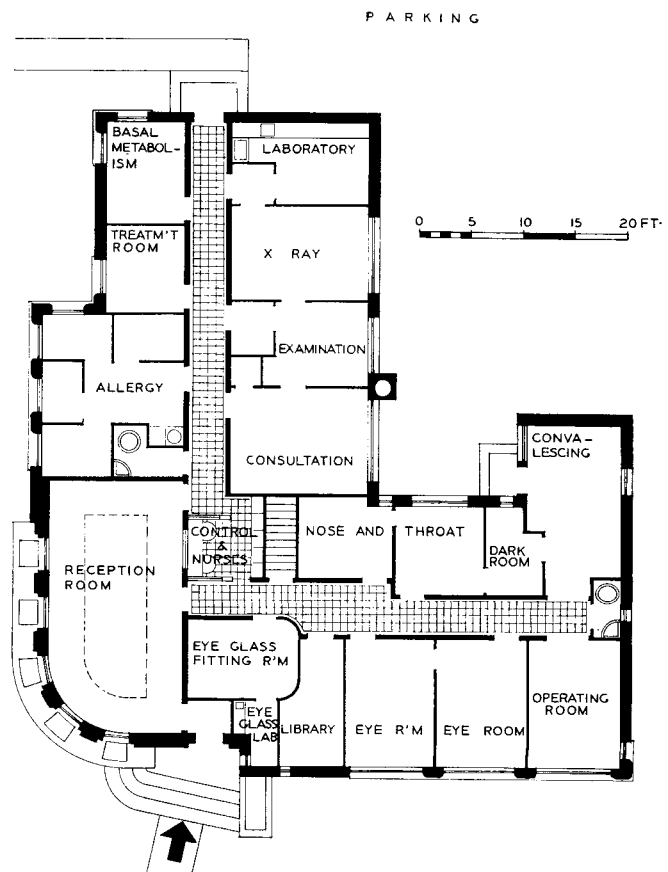 PARKING
BASAL
METABOL-
ISM
LABORATORY
TREATM'T
ROOM
0 5 10 15 20 FT.
X RAY
EXAMINATION
ALLERGY
CONSULTATION
CONVA-
LESCING
CONTROL
&
NURSES
NOSE AND THROAT
DARK
ROOM
RECEPTION
ROOM
EYE GLASS
FITTING R'M
EYE
GLASS
LAB
LIBRARY
EYE R'M
EYE ROOM
OPERATING
ROOM